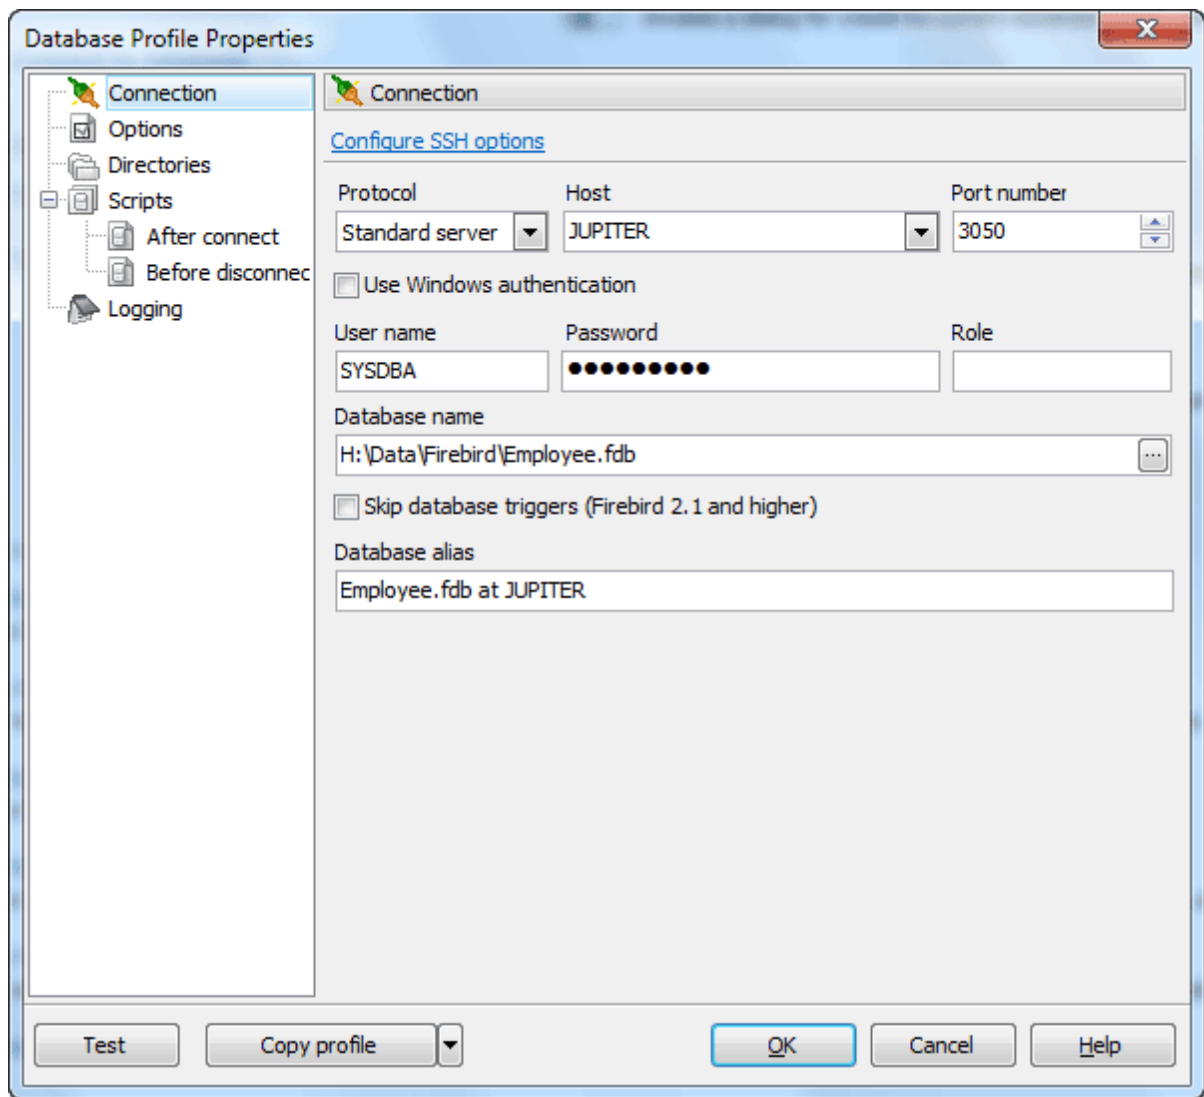 Database Profile Properties
Connection
Options
Directories
Scripts
After connect
Before disconnec
Logging
Connection
Configure SSH options
Protocol Host Port number
Standard server JUPITER 3050
Use Windows authentication
User name Password Role
SYSDBA ●●●●●●●●●
Database name
H:\Data\Firebird\Employee.fdb ...
Skip database triggers (Firebird 2.1 and higher)
Database alias
Employee.fdb at JUPITER
Test Copy profile OK Cancel Help